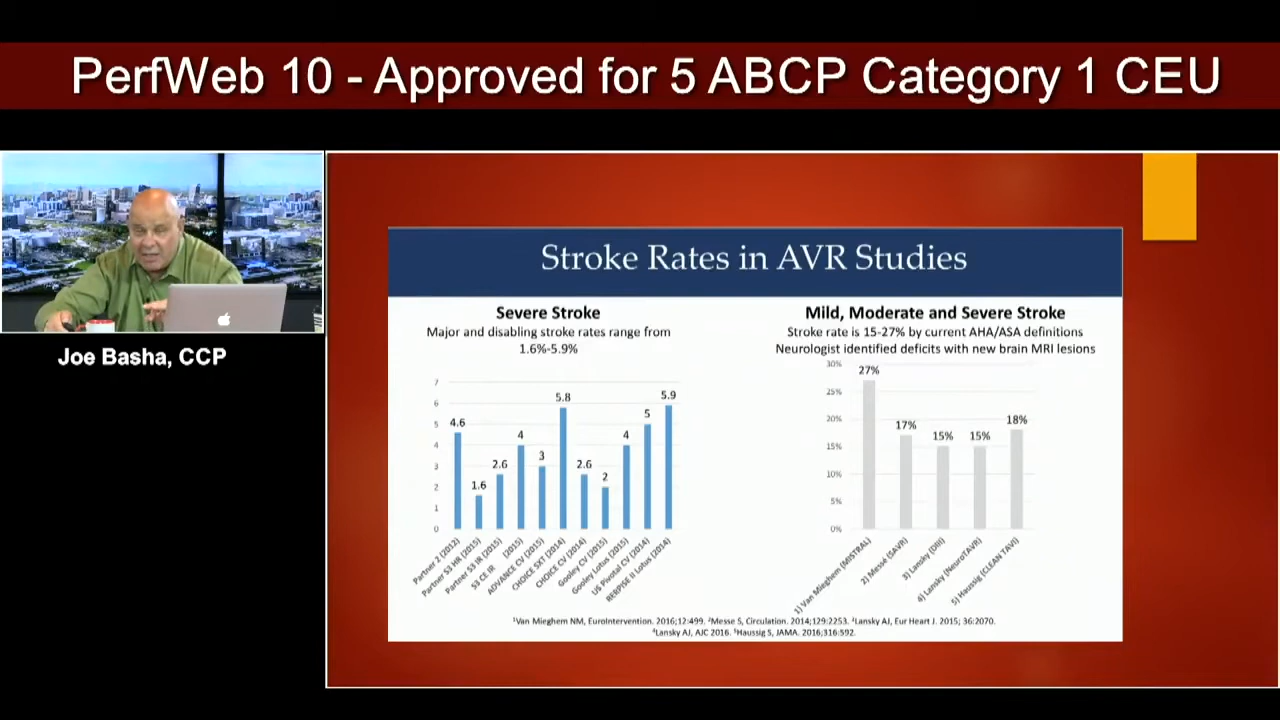 PerfWeb 10 - Approved for 5 ABCP Category 1 CEU
Joe Basha, CCP
Stroke Rates in AVR Studies
Severe Stroke
Major and disabling stroke rates range from
1.6%-5.9%
7
6
5
4
3
2
1
0
4.6
1.6
2.6
4
3
5.8
2.6
2
4
5
5.9
Partner 2 (2012)
Partner S3 HR (2015)
Partner S3 IR (2015)
S3 CE IR (2015)
ADVANCE CV (2015)
CHOICE SXT (2014)
CHOICE CV (2014)
Gooley CV (2015)
Gooley Lotus (2015)
US Pivotal CV (2014)
REPRISE II Lotus (2014)
Mild, Moderate and Severe Stroke
Stroke rate is 15-27% by current AHA/ASA definitions
Neurologist identified deficits with new brain MRI lesions
30%
25%
20%
15%
10%
5%
0%
27%
17%
15%
15%
18%
1) Van Mieghem (MISTRAL)
2) Messé (SAVR)
3) Lansky (DIII)
4) Lansky (NeuroTAVR)
5) Haussig (CLEAN TAVI)
¹Van Mieghem NM, EuroIntervention. 2016;12:499. ²Messe S, Circulation. 2014;129:2253. ³Lansky AJ, Eur Heart J. 2015; 36:2070.
⁴Lansky AJ, AJC 2016. ⁵Haussig S, JAMA. 2016;316:592.